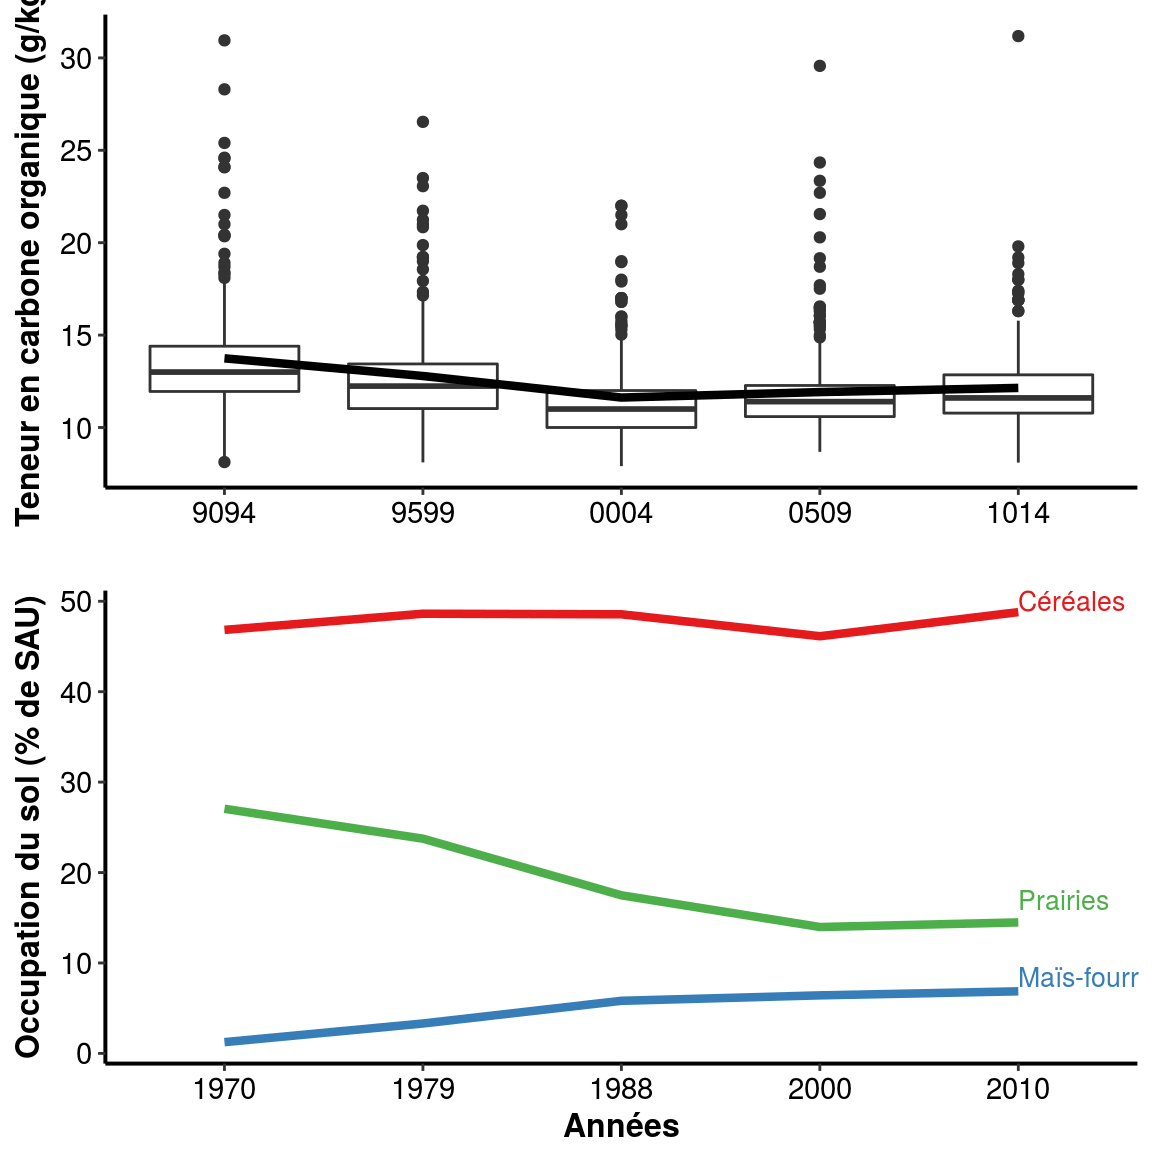 Teneur en carbone organique (g/kg
30
25
20
15
10
9094 9599 0004 0509 1014
Occupation du sol (% de SAU)
50
40
30
20
10
0
Céréales
Prairies
Maïs-fourr
1970 1979 1988 2000 2010
Années